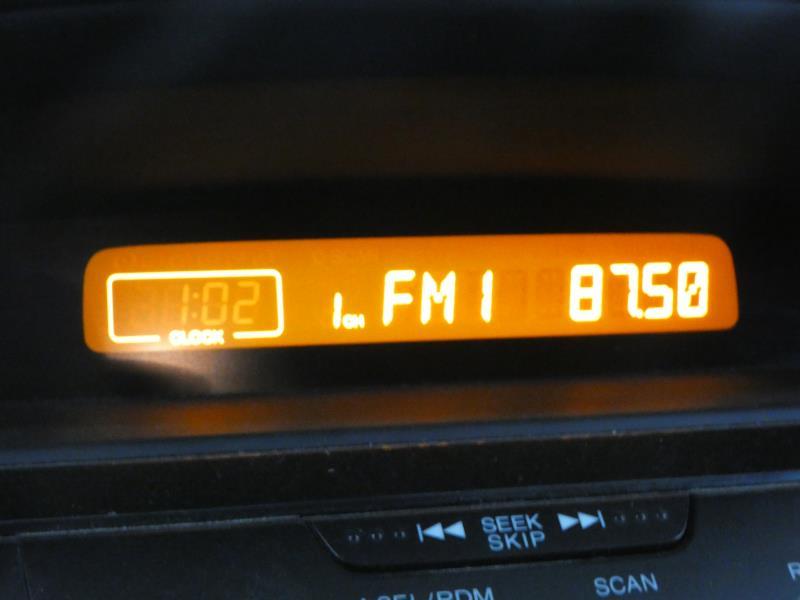 1:02 1CH FM1 87.50
CLOCK
SEEK
SKIP
SCAN